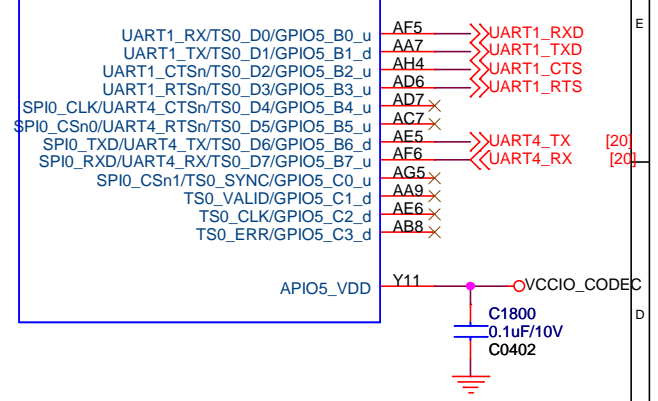 E
UART1_RX/TS0_D0/GPIO5_B0_u AF5 UART1_RXD
UART1_TX/TS0_D1/GPIO5_B1_d AA7 UART1_TXD
UART1_CTSn/TS0_D2/GPIO5_B2_u AH4 UART1_CTS
UART1_RTSn/TS0_D3/GPIO5_B3_u AD6 UART1_RTS
SPI0_CLK/UART4_CTSn/TS0_D4/GPIO5_B4_u AD7
SPI0_CSn0/UART4_RTSn/TS0_D5/GPIO5_B5_u AC7
SPI0_TXD/UART4_TX/TS0_D6/GPIO5_B6_d AE5 UART4_TX [20]
SPI0_RXD/UART4_RX/TS0_D7/GPIO5_B7_u AF6 UART4_RX [20]
SPI0_CSn1/TS0_SYNC/GPIO5_C0_u AG5
TS0_VALID/GPIO5_C1_d AA9
TS0_CLK/GPIO5_C2_d AE6
TS0_ERR/GPIO5_C3_d AB8
APIO5_VDD Y11 VCCIO_CODEC
C1800 D
0.1uF/10V
C0402